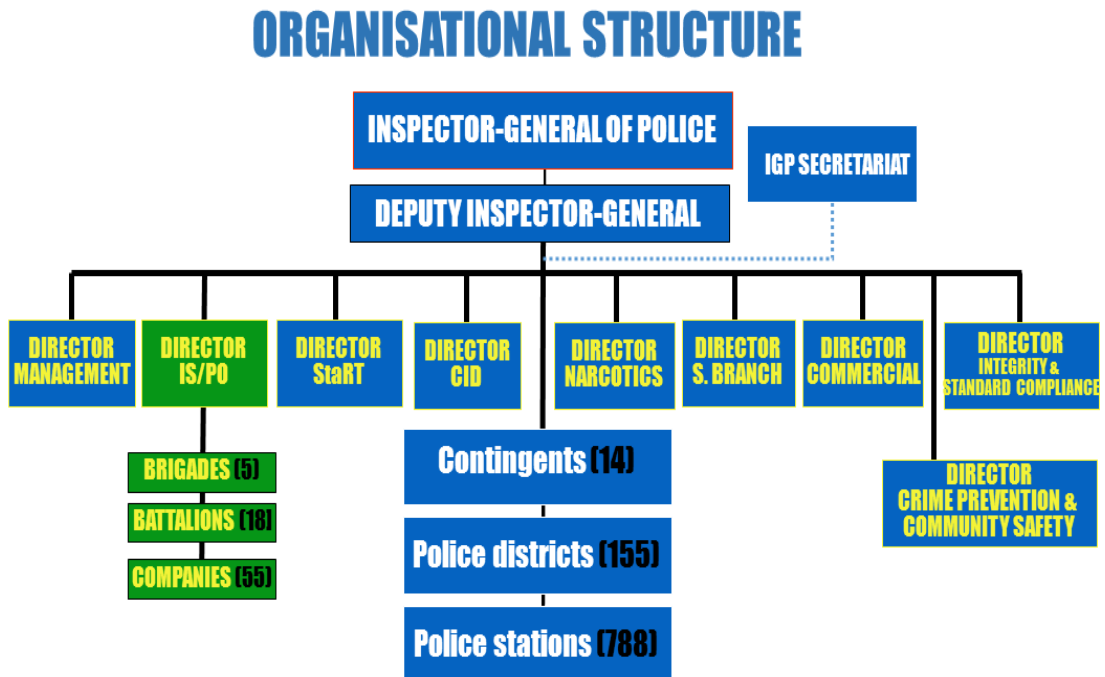 ORGANISATIONAL STRUCTURE
INSPECTOR-GENERAL OF POLICE
IGP SECRETARIAT
DEPUTY INSPECTOR-GENERAL
DIRECTOR
MANAGEMENT
DIRECTOR
IS/PO
DIRECTOR
StaRT
DIRECTOR
CID
DIRECTOR
NARCOTICS
DIRECTOR
S. BRANCH
DIRECTOR
COMMERCIAL
DIRECTOR
INTEGRITY &
STANDARD COMPLIANCE
BRIGADES (5)
BATTALIONS (18)
COMPANIES (55)
Contingents (14)
Police districts (155)
Police stations (788)
DIRECTOR
CRIME PREVENTION &
COMMUNITY SAFETY